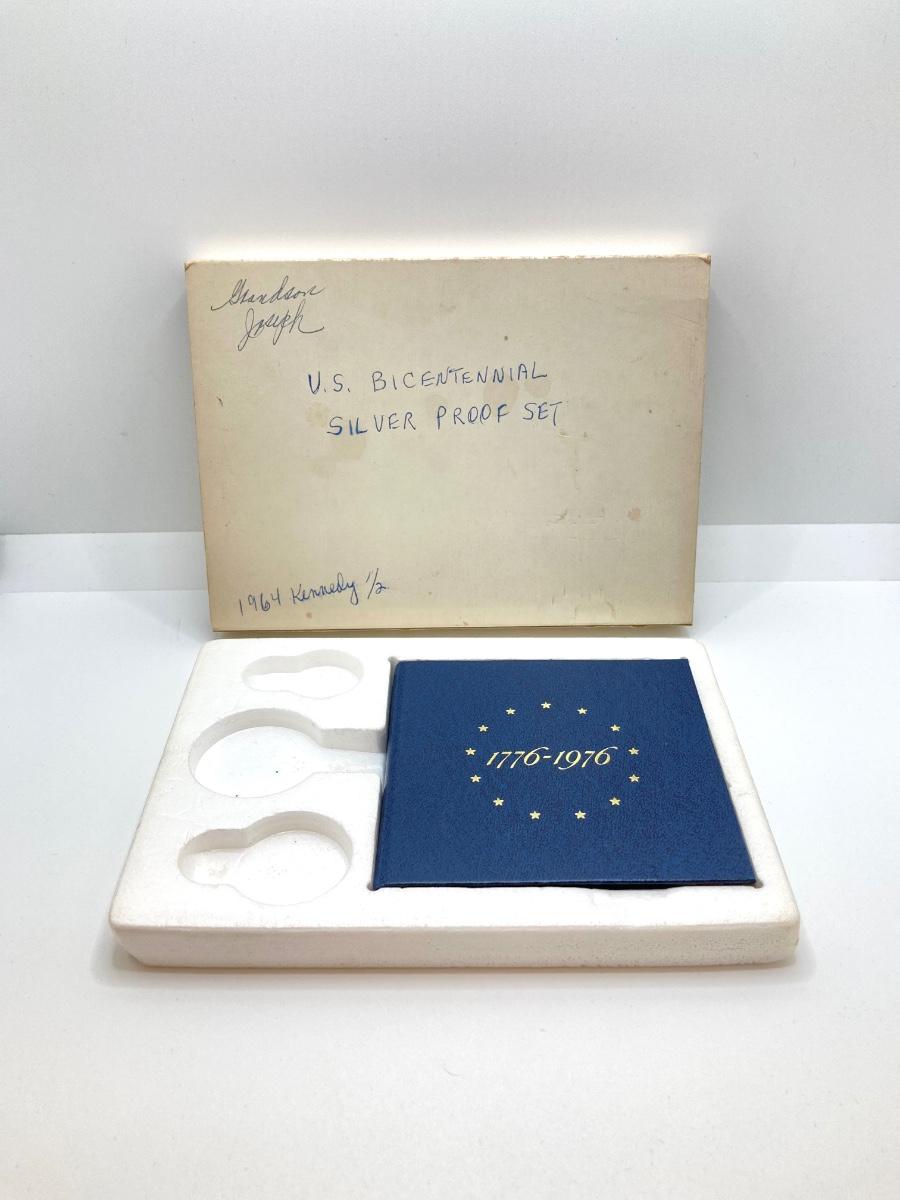 Grandson
Joseph
U.S. BICENTENNIAL
SILVER PROOF SET
1964 Kennedy 1/2
1776-1976